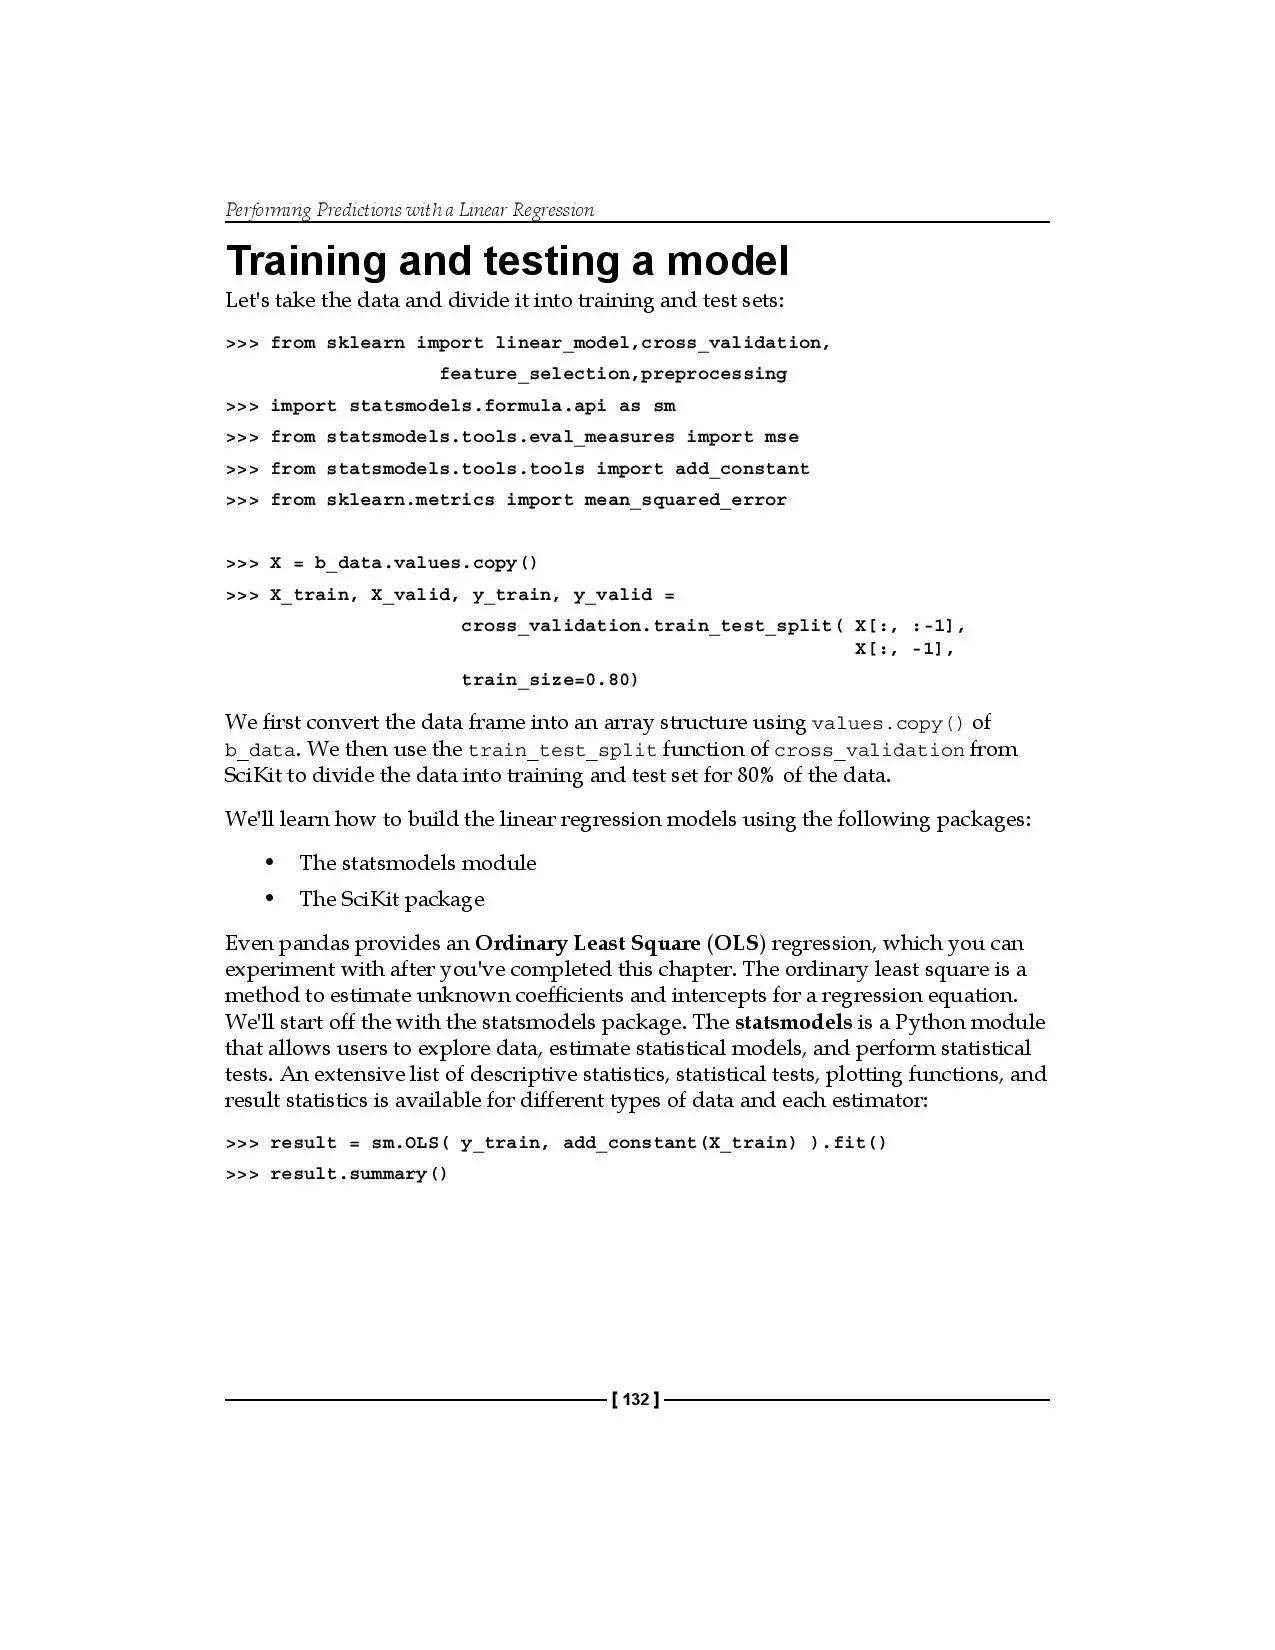 Performing Predictions with a Linear Regression
Training and testing a model
Let's take the data and divide it into training and test sets:
>>> from sklearn import linear_model,cross_validation,
feature_selection,preprocessing
>>> import statsmodels.formula.api as sm
>>> from statsmodels.tools.eval_measures import mse
>>> from statsmodels.tools.tools import add_constant
>>> from sklearn.metrics import mean_squared_error
>>> X = b_data.values.copy()
>>> X_train, X_valid, y_train, y_valid =
cross_validation.train_test_split( X[:, :-1],
X[:, -1],
train_size=0.80)
We first convert the data frame into an array structure using values.copy() of
b_data. We then use the train_test_split function of cross_validation from
SciKit to divide the data into training and test set for 80% of the data.
We'll learn how to build the linear regression models using the following packages:
• The statsmodels module
• The SciKit package
Even pandas provides an Ordinary Least Square (OLS) regression, which you can
experiment with after you've completed this chapter. The ordinary least square is a
method to estimate unknown coefficients and intercepts for a regression equation.
We'll start off the with the statsmodels package. The statsmodels is a Python module
that allows users to explore data, estimate statistical models, and perform statistical
tests. An extensive list of descriptive statistics, statistical tests, plotting functions, and
result statistics is available for different types of data and each estimator:
>>> result = sm.OLS( y_train, add_constant(X_train) ).fit()
>>> result.summary()
[ 132 ]